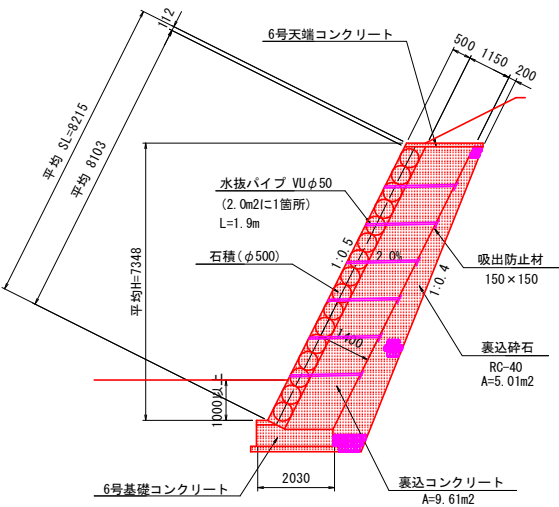 112
6号天端コンクリート
500
1150
200
平均 SL=8215
平均 8103
平均H=7348
水抜パイプ VUφ50
(2.0m2に1箇所)
L=1.9m
石積(φ500)
1:0.5
2.0%
1:0.4
吸出防止材
150×150
1100
裏込砕石
RC-40
A=5.01m2
1000以上
2030
6号基礎コンクリート
裏込コンクリート
A=9.61m2